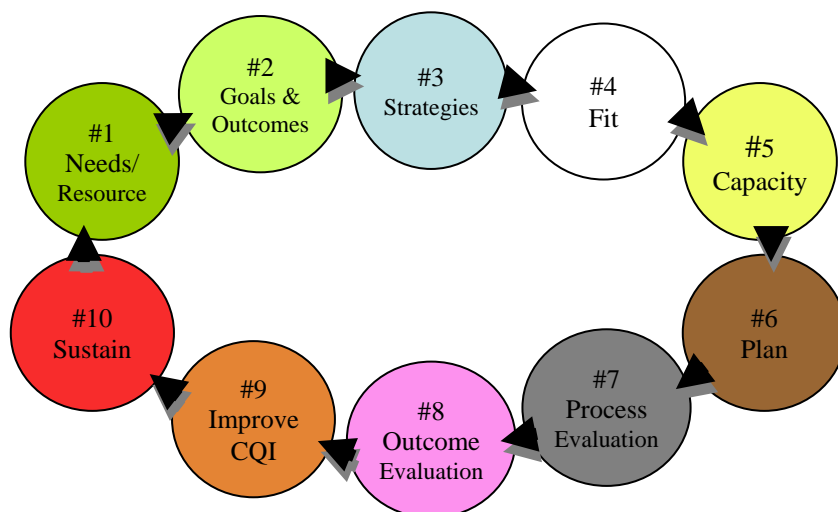 #1
Needs/
Resource
#2
Goals &
Outcomes
#3
Strategies
#4
Fit
#5
Capacity
#6
Plan
#7
Process
Evaluation
#8
Outcome
Evaluation
#9
Improve
CQI
#10
Sustain